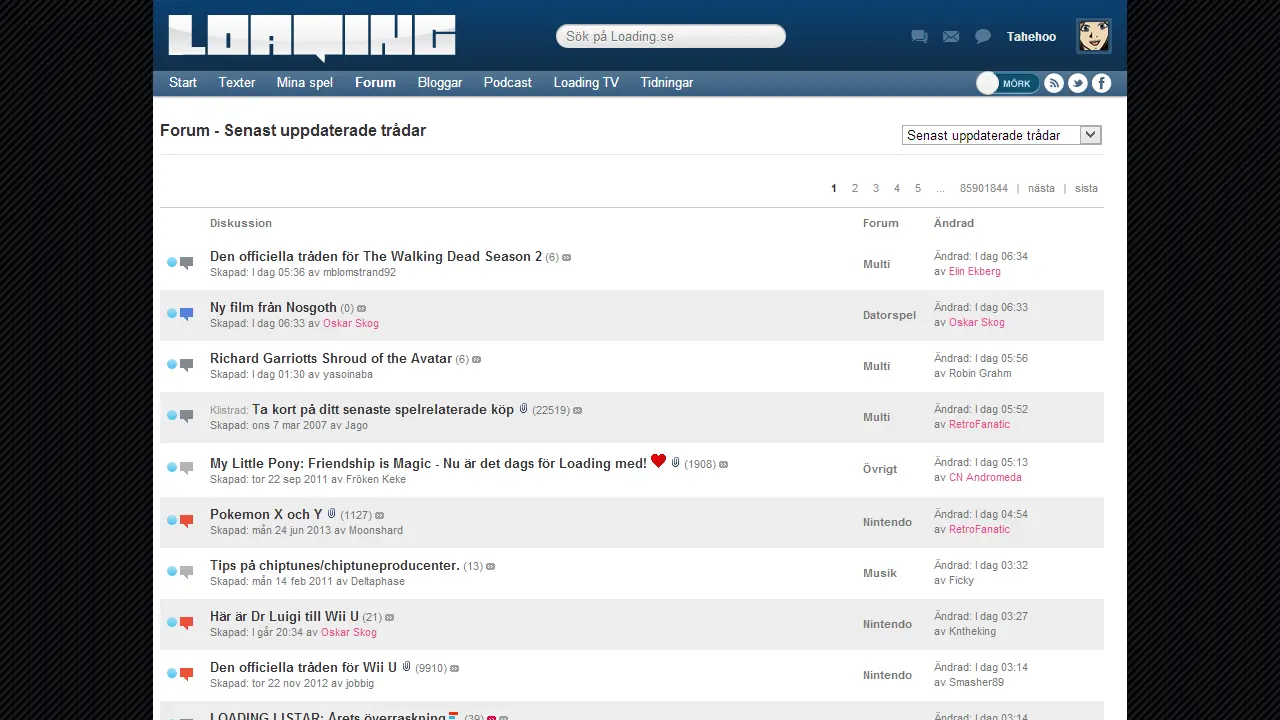 LOADING
Sök på Loading.se
Tahehoo
Start Texter Mina spel Forum Bloggar Podcast Loading TV Tidningar MÖRK
Forum - Senast uppdaterade trådar
Senast uppdaterade trådar
1 2 3 4 5 ... 85901844 | nästa | sista
Diskussion Forum Ändrad
Den officiella tråden för The Walking Dead Season 2 (6)
Skapad: I dag 05:36 av mblomstrand92
Multi
Ändrad: I dag 06:34
av Elin Ekberg
Ny film från Nosgoth (0)
Skapad: I dag 06:33 av Oskar Skog
Datorspel
Ändrad: I dag 06:33
av Oskar Skog
Richard Garriotts Shroud of the Avatar (6)
Skapad: I dag 01:30 av yasoinaba
Multi
Ändrad: I dag 05:56
av Robin Grahm
Klistrad: Ta kort på ditt senaste spelrelaterade köp (22519)
Skapad: ons 7 mar 2007 av Jago
Multi
Ändrad: I dag 05:52
av RetroFanatic
My Little Pony: Friendship is Magic - Nu är det dags för Loading med! (1908)
Skapad: tor 22 sep 2011 av Fröken Keke
Övrigt
Ändrad: I dag 05:13
av CN Andromeda
Pokemon X och Y (1127)
Skapad: mån 24 jun 2013 av Moonshard
Nintendo
Ändrad: I dag 04:54
av RetroFanatic
Tips på chiptunes/chiptuneproducenter. (13)
Skapad: mån 14 feb 2011 av Deltaphase
Musik
Ändrad: I dag 03:32
av Ficky
Här är Dr Luigi till Wii U (21)
Skapad: I går 20:34 av Oskar Skog
Nintendo
Ändrad: I dag 03:27
av Kntheking
Den officiella tråden för Wii U (9910)
Skapad: tor 22 nov 2012 av jobbig
Nintendo
Ändrad: I dag 03:14
av Smasher89
LOADING LISTAR: Årets överraskning (39)
Ändrad: I dag 03:14